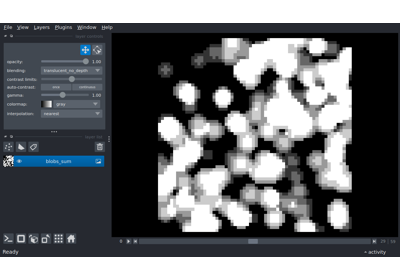 File View Layers Plugins Window Help
opacity: 1.00
blending: translucent_no_depth
contrast limits:
auto-contrast: once continuous
gamma: 1.00
colormap: gray
interpolation: nearest
blobs_sum
Ready
activity